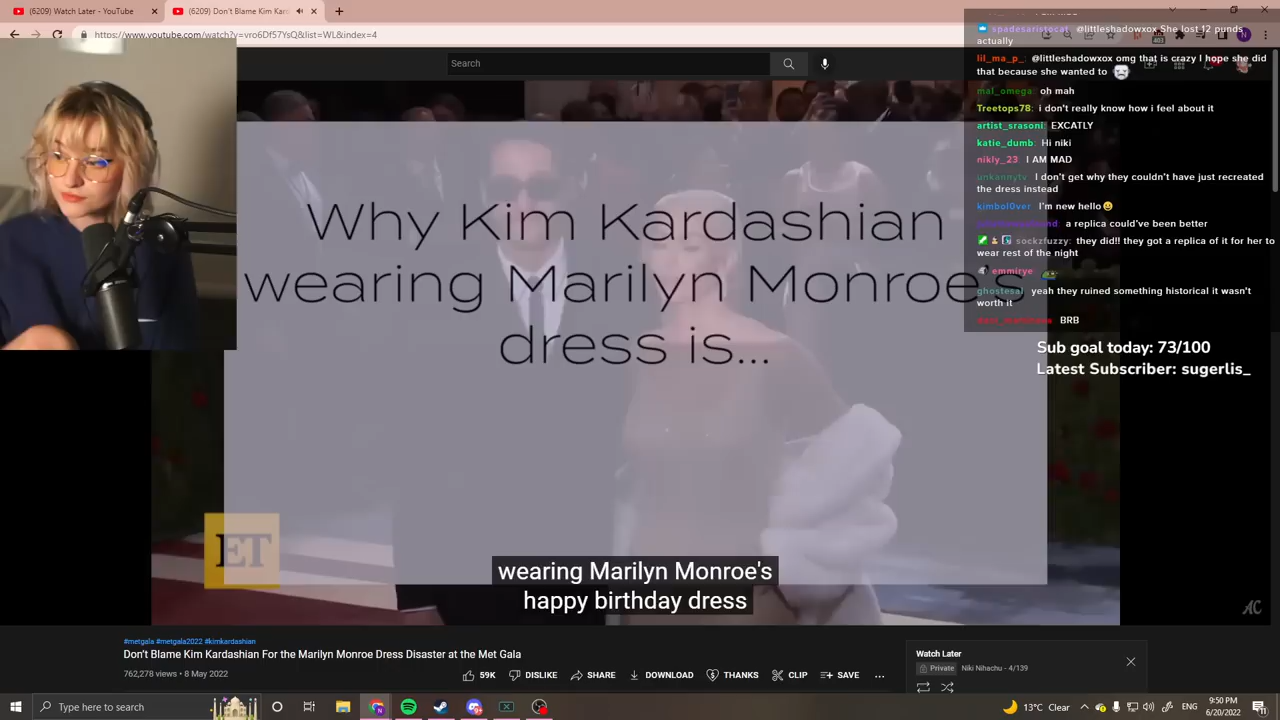 (6209) Watch Later - YouTube
(6209) Don't Blame Kim Karda
https://www.youtube.com/watch?v=vro6Df57YsQ&list=WL&index=4
Search
spadesaristocat @littleshadowxox She lost 12 punds
actually
lil_ma_p_: @littleshadowxox omg that is crazy I hope she did
that because she wanted to
mal_omega: oh mah
Treetops78: i don't really know how i feel about it
artist_srasoni: EXCATLY
katie_dumb: Hi niki
nikly_23 I AM MAD
unkannytv I don't get why they couldn't have just recreated
the dress instead
kimbol0ver I'm new hello
a replica could've been better
sockzfuzzy: they did!! they got a replica of it for her to
wear rest of the night
emmirye
yeah they ruined something historical it wasn't
worth it
BRB
Why Kim Kardashian
wearing Marilyn Monroe's
dress is...
Sub goal today: 73/100
Latest Subscriber: sugerlis_
ET
wearing Marilyn Monroe's
happy birthday dress
AC
#metgala #metgala2022 #kimkardashian
Don't Blame Kim Kardashian For the Marilyn Monroe Dress Disaster at the Met Gala
762,278 views • 8 May 2022
59K DISLIKE SHARE DOWNLOAD THANKS CLIP SAVE ...
Watch Later
Private Niki Nihachu - 4/139
Type here to search
13°C Clear
9:50 PM
6/20/2022